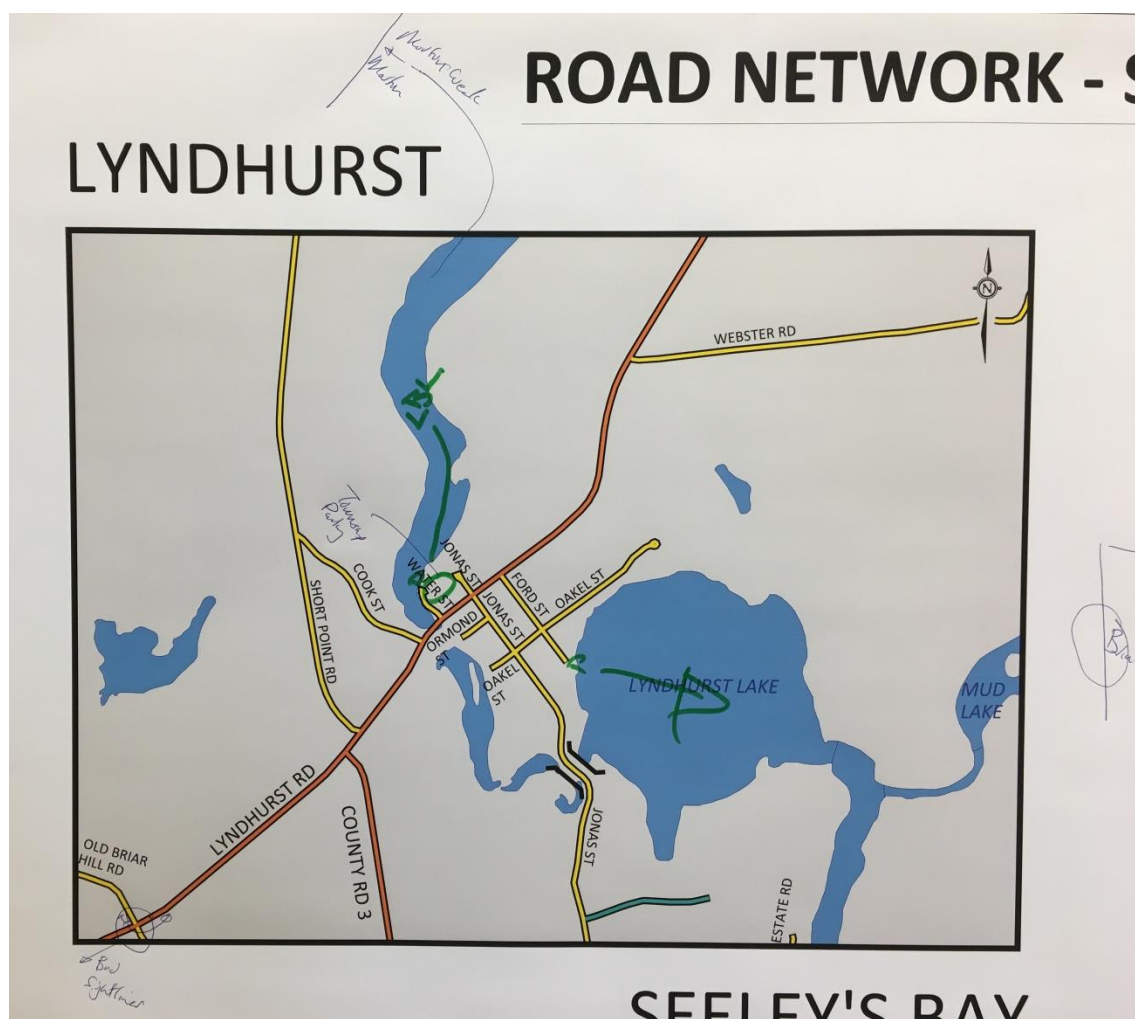 ROAD NETWORK - S
LYNDHURST
N
WEBSTER RD
Township
JONAS ST
WATER ST
COOK ST
FORD ST
OAKEL ST
JONAS ST
ORMOND
ST
SHORT POINT RD
OAKEL
ST
LYNDHURST LAKE
MUD
LAKE
LYNDHURST RD
COUNTY RD 3
JONAS ST
OLD BRIAR
HILL RD
ESTATE RD
Bad
Sightlines
SEELEY'S BAY